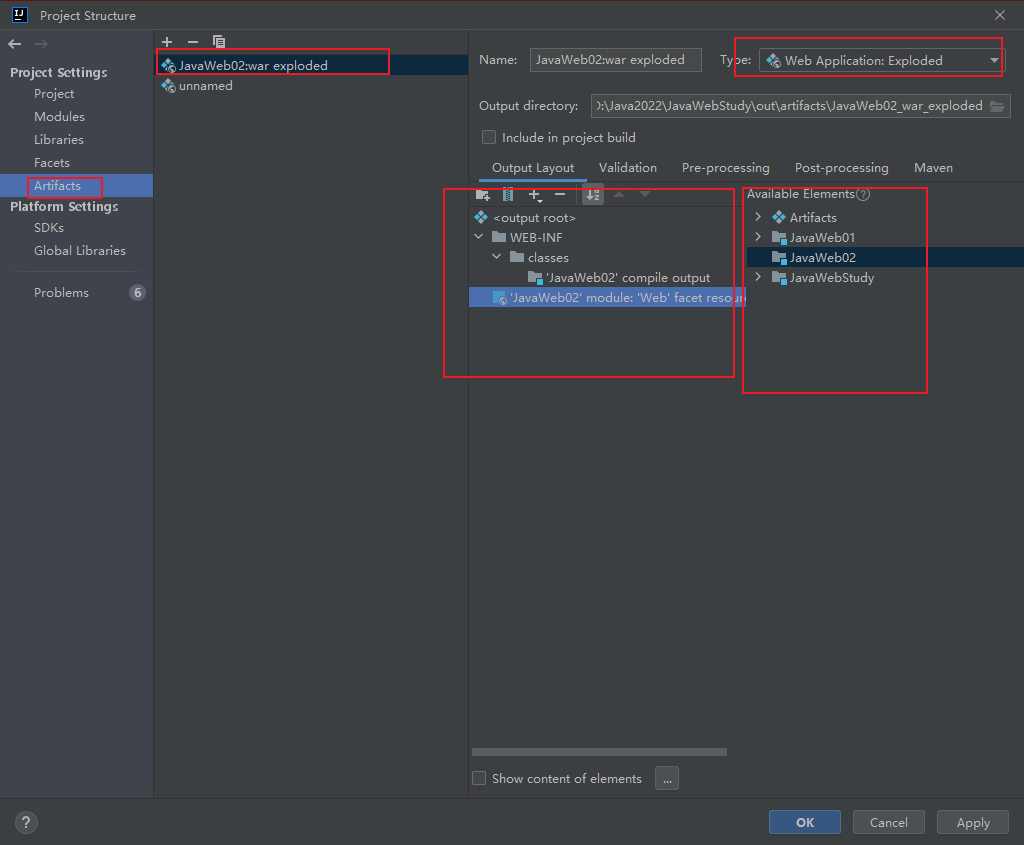 Project Structure
Project Settings
Project
Modules
Libraries
Facets
Artifacts
Platform Settings
SDKs
Global Libraries
Problems 6
JavaWeb02:war exploded
unnamed
Name: JavaWeb02:war exploded Type: Web Application: Exploded
Output directory: D:\Java2022\JavaWebStudy\out\artifacts\JavaWeb02_war_exploded
Include in project build
Output Layout Validation Pre-processing Post-processing Maven
<output root>
WEB-INF
classes
'JavaWeb02' compile output
'JavaWeb02' module: 'Web' facet resour
Available Elements ?
Artifacts
JavaWeb01
JavaWeb02
JavaWebStudy
Show content of elements ...
? OK Cancel Apply